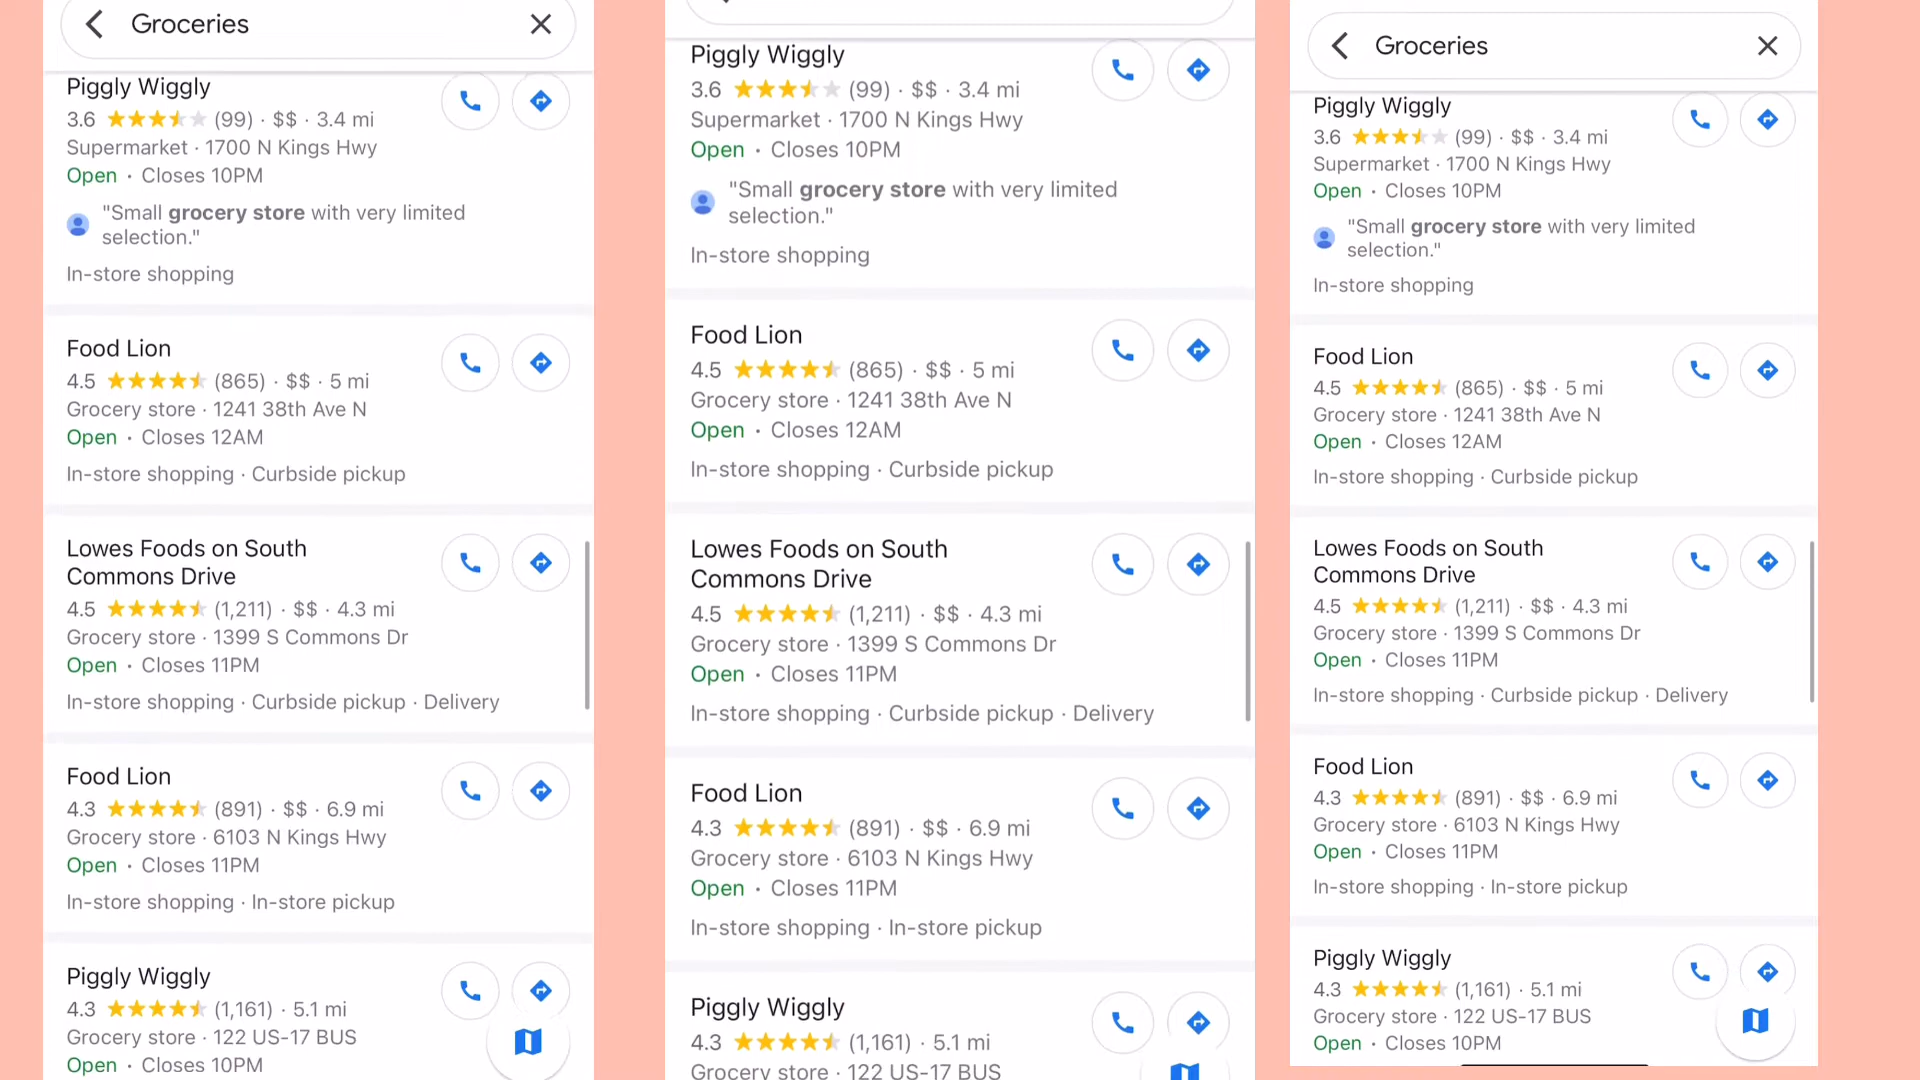 Groceries
Piggly Wiggly
3.6 (99) · $$ · 3.4 mi
Supermarket · 1700 N Kings Hwy
Open · Closes 10PM
"Small grocery store with very limited
selection."
In-store shopping
Food Lion
4.5 (865) · $$ · 5 mi
Grocery store · 1241 38th Ave N
Open · Closes 12AM
In-store shopping · Curbside pickup
Lowes Foods on South
Commons Drive
4.5 (1,211) · $$ · 4.3 mi
Grocery store · 1399 S Commons Dr
Open · Closes 11PM
In-store shopping · Curbside pickup · Delivery
Food Lion
4.3 (891) · $$ · 6.9 mi
Grocery store · 6103 N Kings Hwy
Open · Closes 11PM
In-store shopping · In-store pickup
Piggly Wiggly
4.3 (1,161) · 5.1 mi
Grocery store · 122 US-17 BUS
Open · Closes 10PM
Piggly Wiggly
3.6 (99) · $$ · 3.4 mi
Supermarket · 1700 N Kings Hwy
Open · Closes 10PM
"Small grocery store with very limited
selection."
In-store shopping
Food Lion
4.5 (865) · $$ · 5 mi
Grocery store · 1241 38th Ave N
Open · Closes 12AM
In-store shopping · Curbside pickup
Lowes Foods on South
Commons Drive
4.5 (1,211) · $$ · 4.3 mi
Grocery store · 1399 S Commons Dr
Open · Closes 11PM
In-store shopping · Curbside pickup · Delivery
Food Lion
4.3 (891) · $$ · 6.9 mi
Grocery store · 6103 N Kings Hwy
Open · Closes 11PM
In-store shopping · In-store pickup
Piggly Wiggly
4.3 (1,161) · 5.1 mi
Grocery store · 122 US-17 BUS
Groceries
Piggly Wiggly
3.6 (99) · $$ · 3.4 mi
Supermarket · 1700 N Kings Hwy
Open · Closes 10PM
"Small grocery store with very limited
selection."
In-store shopping
Food Lion
4.5 (865) · $$ · 5 mi
Grocery store · 1241 38th Ave N
Open · Closes 12AM
In-store shopping · Curbside pickup
Lowes Foods on South
Commons Drive
4.5 (1,211) · $$ · 4.3 mi
Grocery store · 1399 S Commons Dr
Open · Closes 11PM
In-store shopping · Curbside pickup · Delivery
Food Lion
4.3 (891) · $$ · 6.9 mi
Grocery store · 6103 N Kings Hwy
Open · Closes 11PM
In-store shopping · In-store pickup
Piggly Wiggly
4.3 (1,161) · 5.1 mi
Grocery store · 122 US-17 BUS
Open · Closes 10PM